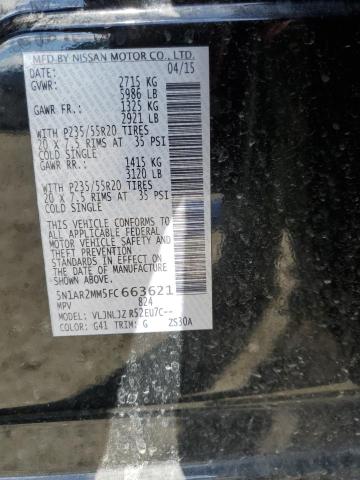 MFD BY NISSAN MOTOR CO., LTD.
DATE: 04/15
GVWR: 2715 KG
5986 LB
GAWR FR.: 1325 KG
2921 LB
WITH P235/55R20 TIRES
20 X 7.5 RIMS AT 35 PSI
COLD SINGLE
GAWR RR.: 1415 KG
3120 LB
WITH P235/55R20 TIRES
20 X 7.5 RIMS AT 35 PSI
COLD SINGLE
THIS VEHICLE CONFORMS TO
ALL APPLICABLE FEDERAL
MOTOR VEHICLE SAFETY
AND THEFT PREVENTION
STANDARDS IN EFFECT ON
THE DATE OF MANUFACTURE
SHOWN ABOVE.
5N1AR2MM5FC663621
MPV 824
MODEL: VLJNLJZ R52EU7C--
COLOR: G41 TRIM: G ZS30A